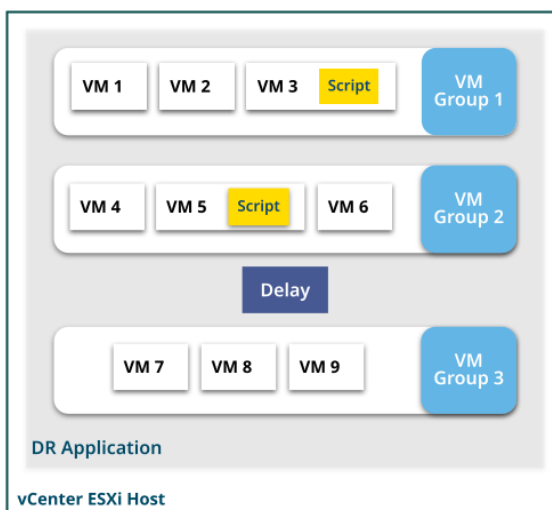 VM 1 VM 2 VM 3 Script
VM
Group 1
VM 4 VM 5 Script VM 6
VM
Group 2
Delay
VM 7 VM 8 VM 9
VM
Group 3
DR Application
vCenter ESXi Host